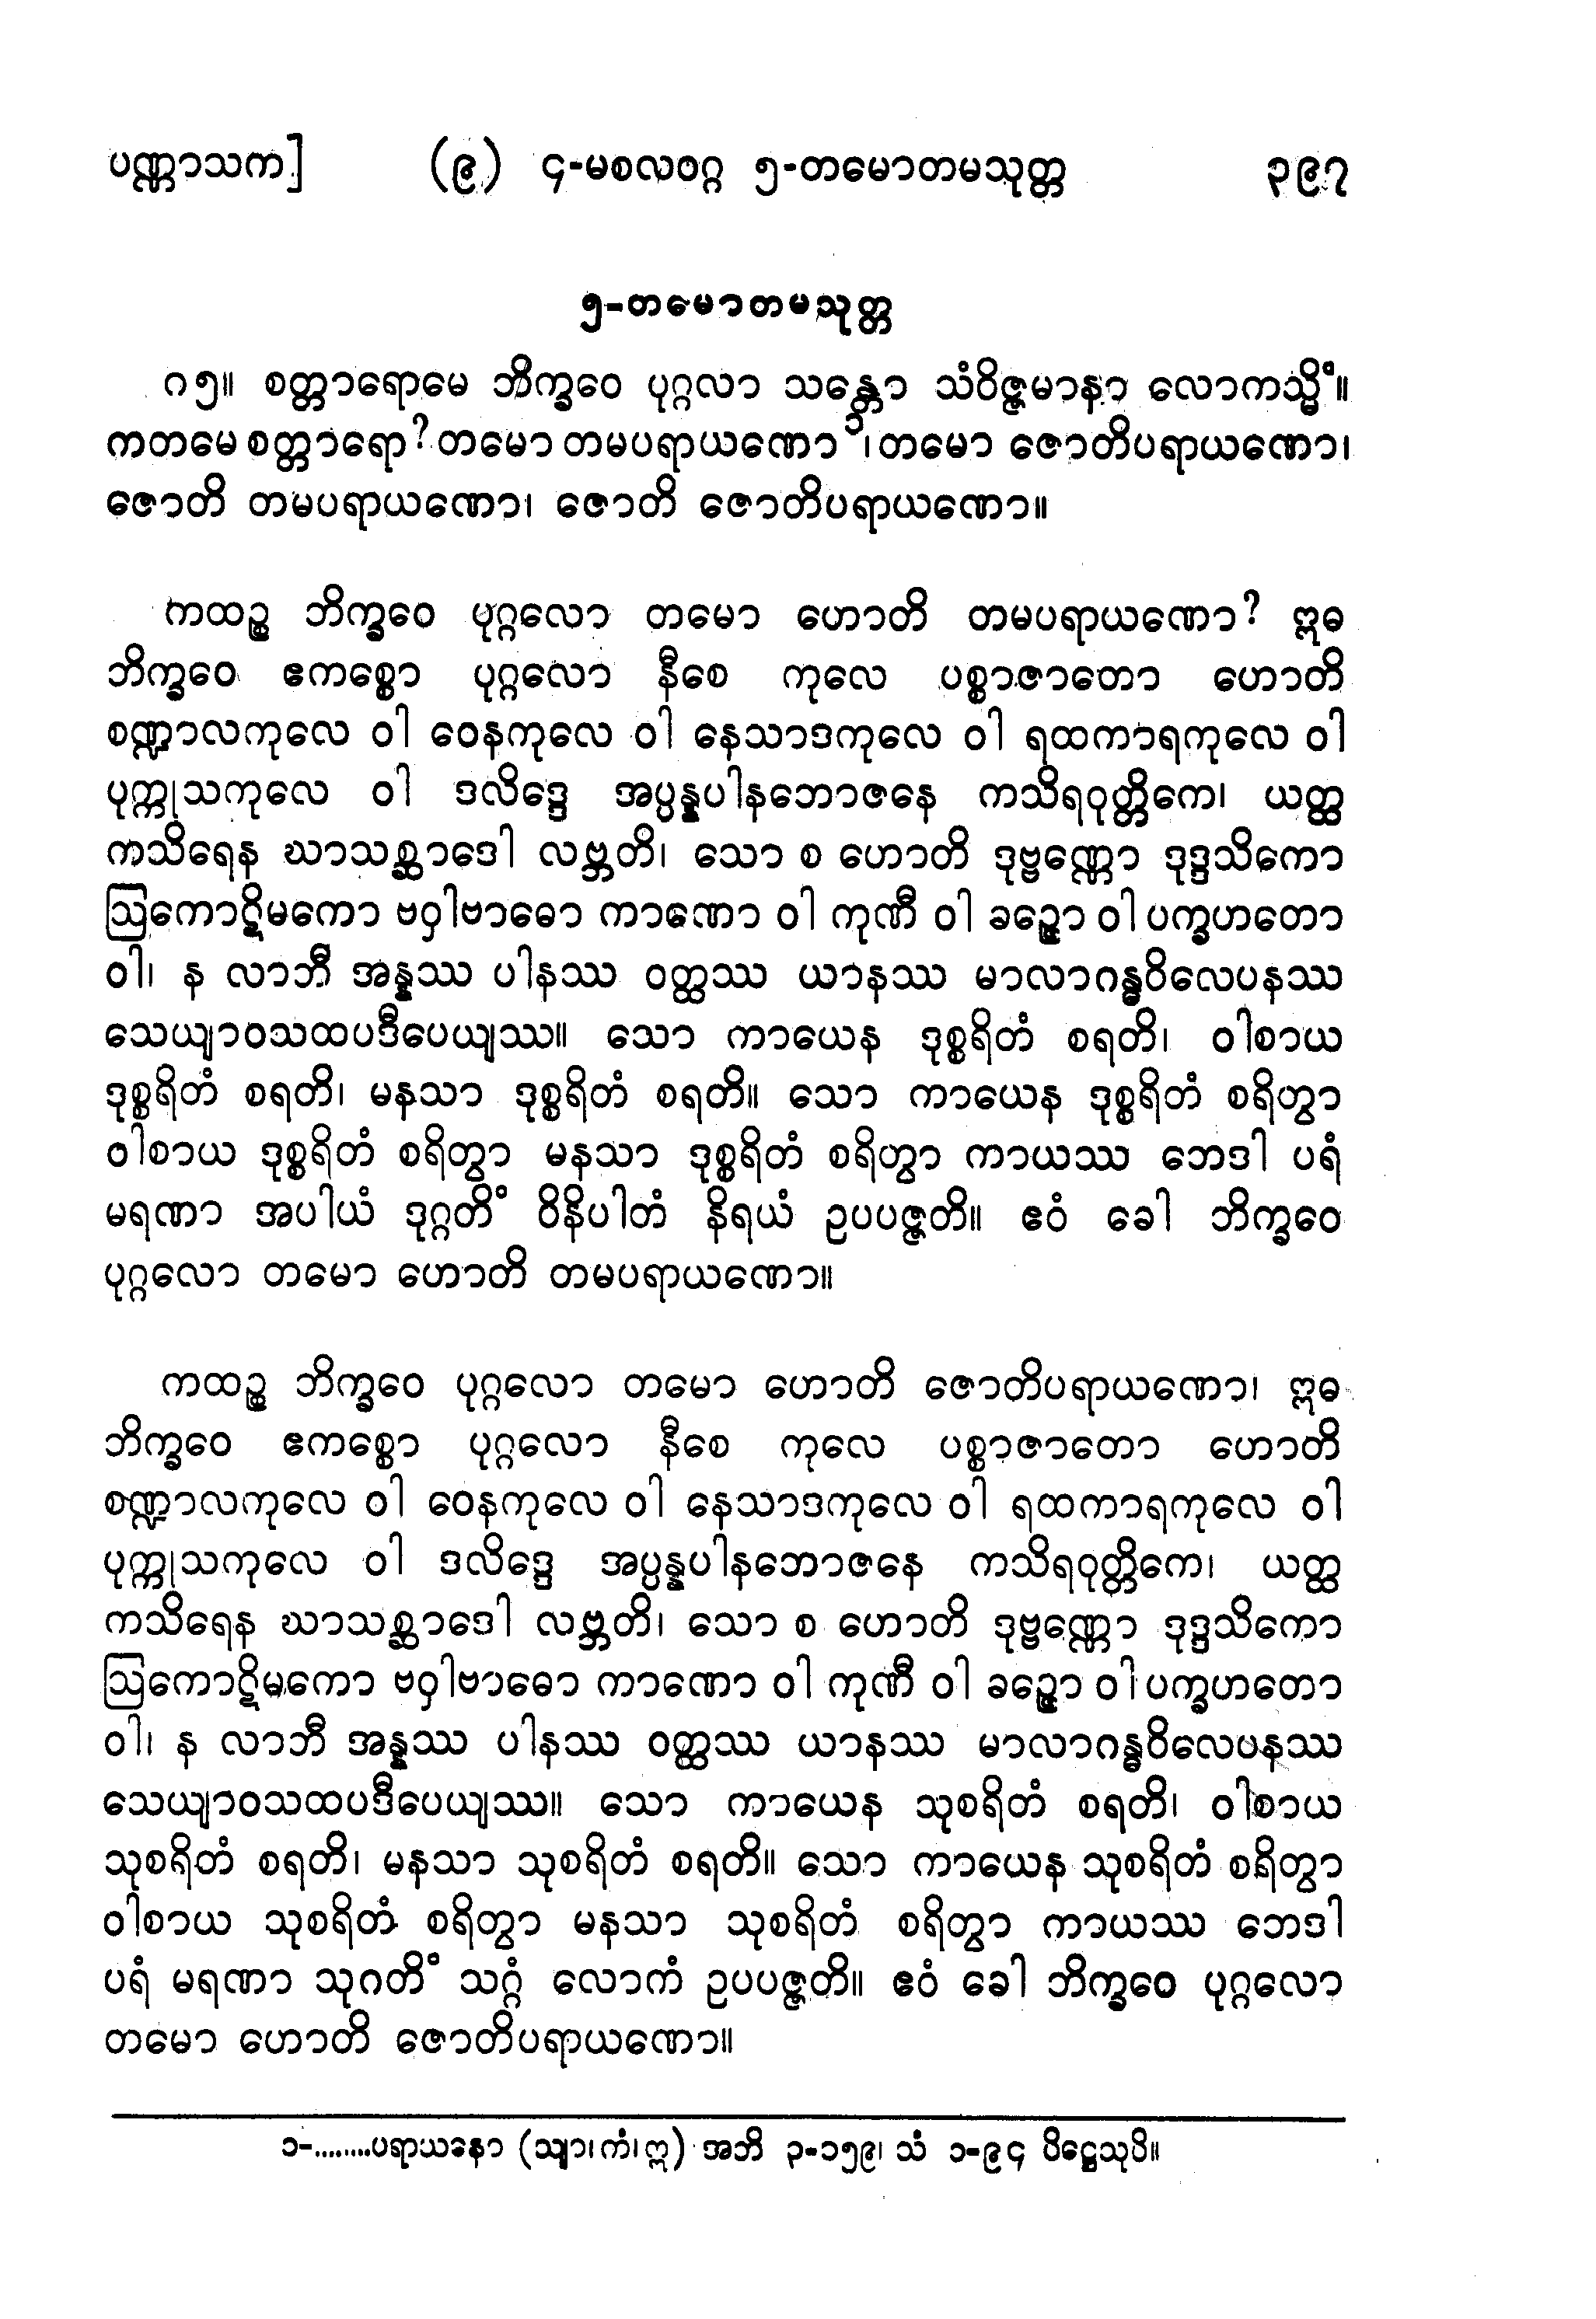 ပဏ္ဏာသက] (၉) ၄-မစလဝဂ္ဂ ၅-တမောတမသုတ္တ ၃၉၇
၅-တမောတမသုတ္တ
၈၅။ စတ္တာရောမေ ဘိက္ခဝေ ပုဂ္ဂလာ သန္တော သံဝိဇ္ဇမာနာ လောကသ္မိံ။
ကတမေ စတ္တာရော? တမော တမပရာယဏော ၁၊ တမော ဇောတိပရာယဏော၊
ဇောတိ တမပရာယဏော၊ ဇောတိ ဇောတိပရာယဏော။
ကထဉ္စ ဘိက္ခဝေ ပုဂ္ဂလော တမော ဟောတိ တမပရာယဏော? ဣဓ
ဘိက္ခဝေ ဧကစ္စော ပုဂ္ဂလော နီစေ ကုလေ ပစ္စာဇာတော ဟောတိ
စဏ္ဍာလကုလေ ဝါ ဝေနကုလေ ဝါ နေသာဒကုလေ ဝါ ရထကာရကုလေ ဝါ
ပုက္ကုသကုလေ ဝါ ဒလိဒ္ဒေ အပ္ပန္နပါနဘောဇနေ ကသိရဝုတ္တိကေ၊ ယတ္ထ
ကသိရေန ဃာသစ္ဆာဒေါ လဗ္ဘတိ၊ သော စ ဟောတိ ဒုဗ္ဗဏ္ဏော ဒုဒ္ဒသိကော
ဩကောဋိမကော ဗဝှါဗာဓော ကာဏော ဝါ ကုဏီ ဝါ ခဉ္ဇော ဝါ ပက္ခဟတော
ဝါ၊ န လာဘီ အန္နဿ ပါနဿ ဝတ္ထဿ ယာနဿ မာလာဂန္ဓဝိလေပနဿ
သေယျာဝသထပဒီပေယျဿ။ သော ကာယေန ဒုစ္စရိတံ စရတိ၊ ဝါစာယ
ဒုစ္စရိတံ စရတိ၊ မနသာ ဒုစ္စရိတံ စရတိ။ သော ကာယေန ဒုစ္စရိတံ စရိတွာ
ဝါစာယ ဒုစ္စရိတံ စရိတွာ မနသာ ဒုစ္စရိတံ စရိတွာ ကာယဿ ဘေဒါ ပရံ
မရဏာ အပါယံ ဒုဂ္ဂတိံ ဝိနိပါတံ နိရယံ ဥပပဇ္ဇတိ။ ဧဝံ ခေါ ဘိက္ခဝေ
ပုဂ္ဂလော တမော ဟောတိ တမပရာယဏော။
ကထဉ္စ ဘိက္ခဝေ ပုဂ္ဂလော တမော ဟောတိ ဇောတိပရာယဏော၊ ဣဓ
ဘိက္ခဝေ ဧကစ္စော ပုဂ္ဂလော နီစေ ကုလေ ပစ္စာဇာတော ဟောတိ
စဏ္ဍာလကုလေ ဝါ ဝေနကုလေ ဝါ နေသာဒကုလေ ဝါ ရထကာရကုလေ ဝါ
ပုက္ကုသကုလေ ဝါ ဒလိဒ္ဒေ အပ္ပန္နပါနဘောဇနေ ကသိရဝုတ္တိကေ၊ ယတ္ထ
ကသိရေန ဃာသစ္ဆာဒေါ လဗ္ဘတိ၊ သော စ ဟောတိ ဒုဗ္ဗဏ္ဏော ဒုဒ္ဒသိကော
ဩကောဋိမကော ဗဝှါဗာဓော ကာဏော ဝါ ကုဏီ ဝါ ခဉ္ဇော ဝါ ပက္ခဟတော
ဝါ၊ န လာဘီ အန္နဿ ပါနဿ ဝတ္ထဿ ယာနဿ မာလာဂန္ဓဝိလေပနဿ
သေယျာဝသထပဒီပေယျဿ။ သော ကာယေန သုစရိတံ စရတိ၊ ဝါစာယ
သုစရိတံ စရတိ၊ မနသာ သုစရိတံ စရတိ။ သော ကာယေန သုစရိတံ စရိတွာ
ဝါစာယ သုစရိတံ စရိတွာ မနသာ သုစရိတံ စရိတွာ ကာယဿ ဘေဒါ
ပရံ မရဏာ သုဂတိံ သဂ္ဂံ လောကံ ဥပပဇ္ဇတိ။ ဧဝံ ခေါ ဘိက္ခဝေ ပုဂ္ဂလော
တမော ဟောတိ ဇောတိပရာယဏော။
၁-........ပရာယနော (သျာ၊ကံ၊ဣ) အဘိ ၃-၁၅၉၊ သံ ၁-၉၄ ပိဋ္ဌေသုပိ။